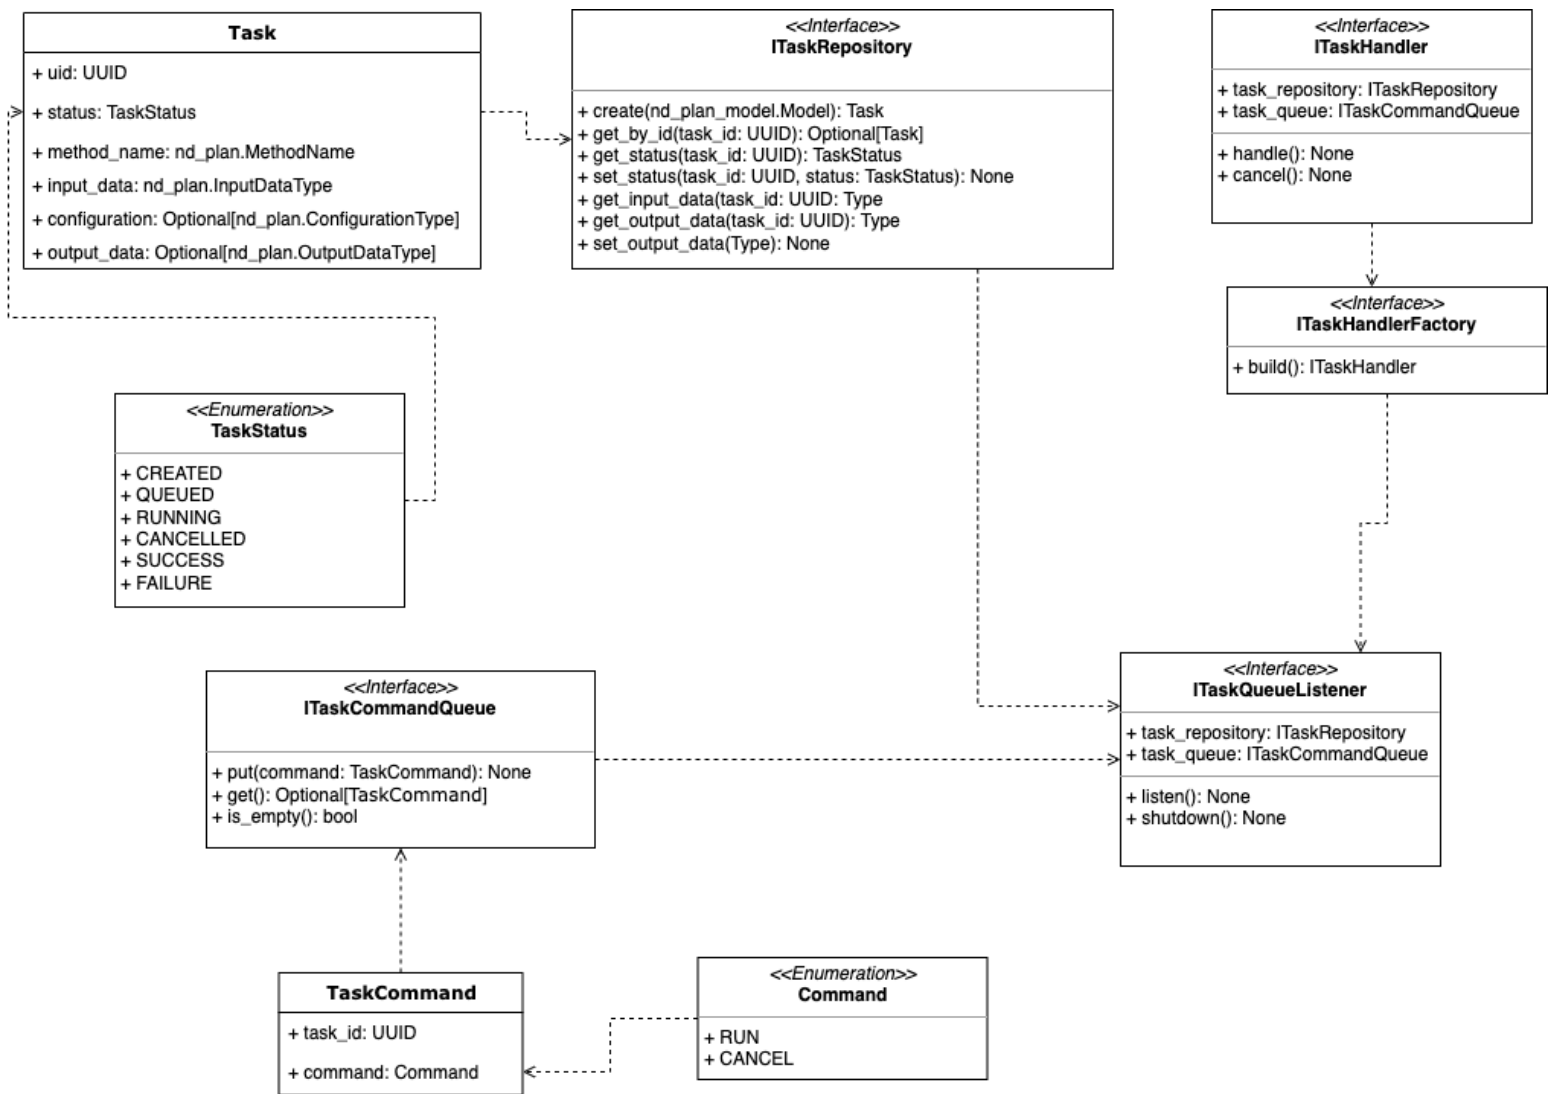 Task
+ uid: UUID
+ status: TaskStatus
+ method_name: nd_plan.MethodName
+ input_data: nd_plan.InputDataType
+ configuration: Optional[nd_plan.ConfigurationType]
+ output_data: Optional[nd_plan.OutputDataType]
<<Interface>>
ITaskRepository
+ create(nd_plan_model.Model): Task
+ get_by_id(task_id: UUID): Optional[Task]
+ get_status(task_id: UUID): TaskStatus
+ set_status(task_id: UUID, status: TaskStatus): None
+ get_input_data(task_id: UUID: Type
+ get_output_data(task_id: UUID): Type
+ set_output_data(Type): None
<<Interface>>
ITaskHandler
+ task_repository: ITaskRepository
+ task_queue: ITaskCommandQueue
+ handle(): None
+ cancel(): None
<<Interface>>
ITaskHandlerFactory
+ build(): ITaskHandler
<<Enumeration>>
TaskStatus
+ CREATED
+ QUEUED
+ RUNNING
+ CANCELLED
+ SUCCESS
+ FAILURE
<<Interface>>
ITaskCommandQueue
+ put(command: TaskCommand): None
+ get(): Optional[TaskCommand]
+ is_empty(): bool
<<Interface>>
ITaskQueueListener
+ task_repository: ITaskRepository
+ task_queue: ITaskCommandQueue
+ listen(): None
+ shutdown(): None
TaskCommand
+ task_id: UUID
+ command: Command
<<Enumeration>>
Command
+ RUN
+ CANCEL